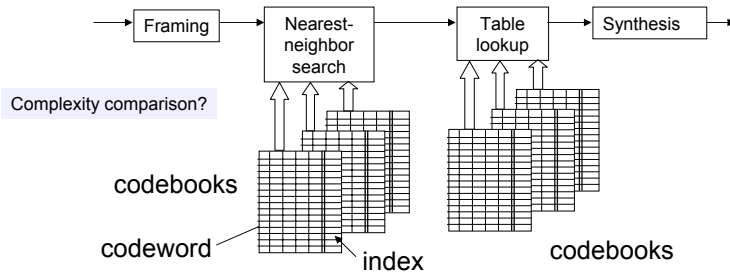 Framing
Nearest-
neighbor
search
Table
lookup
Synthesis
Complexity comparison?
codebooks
codeword
index
codebooks